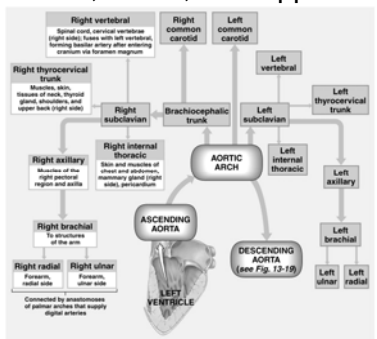 Right vertebral
Spinal cord, cervical vertebrae
(right side); fuses with left vertebral,
forming basilar artery after entering
cranium via foramen magnum
Right
common
carotid
Left
common
carotid
Left
vertebral
Right thyrocervical
trunk
Muscles, skin,
tissues of neck, thyroid
gland, shoulders, and
upper back (right side)
Right
subclavian
Brachiocephalic
trunk
Left
subclavian
Left
thyrocervical
trunk
Right axillary
Muscles of the
right pectoral
region and axilla
Right internal
thoracic
Skin and muscles of
chest and abdomen,
mammary gland (right
side), pericardium
AORTIC
ARCH
Left
internal
thoracic
Left
axillary
Right brachial
To structures
of the arm
ASCENDING
AORTA
DESCENDING
AORTA
(see Fig. 13-19)
Left
brachial
Right radial
Forearm,
radial side
Right ulnar
Forearm,
ulnar side
LEFT
VENTRICLE
Left
ulnar
Left
radial
Connected by anastomoses
of palmar arches that supply
digital arteries